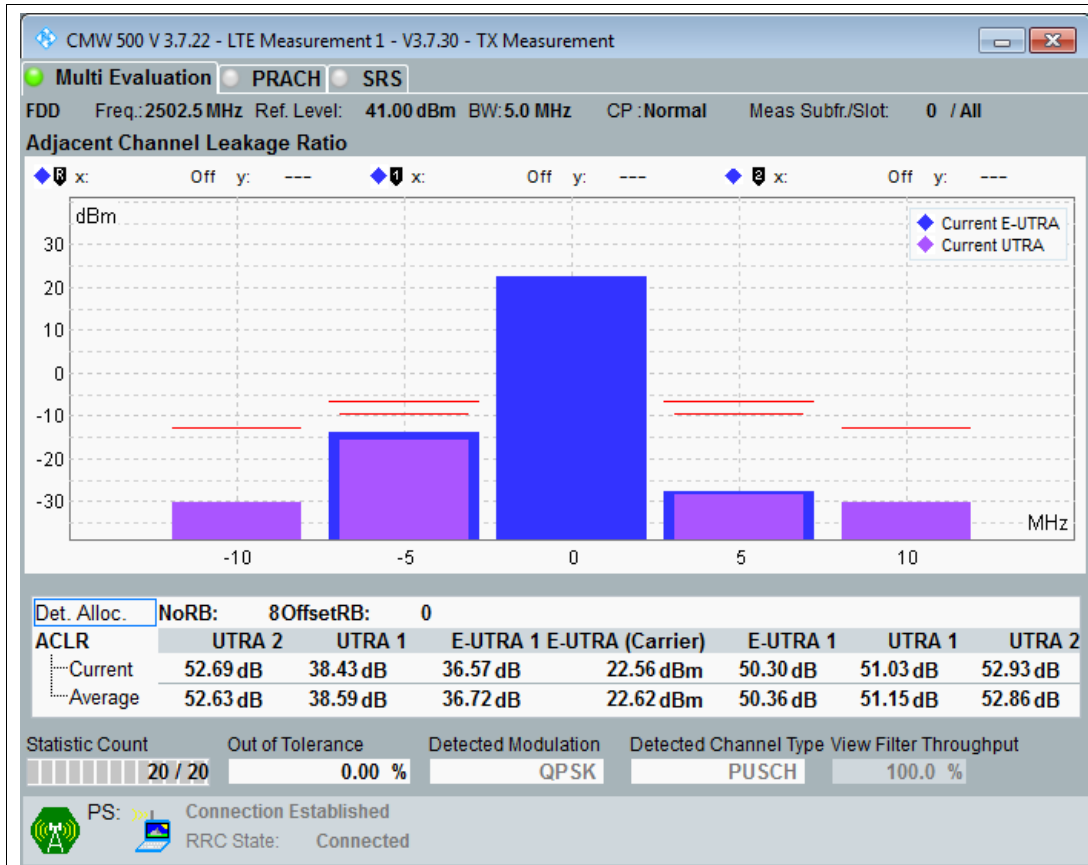 CMW 500 V 3.7.22 - LTE Measurement 1 - V3.7.30 - TX Measurement
Multi Evaluation PRACH SRS
FDD Freq.: 2502.5 MHz Ref. Level: 41.00 dBm BW: 5.0 MHz CP : Normal Meas Subfr./Slot: 0 / All
Adjacent Channel Leakage Ratio
R x: Off y: --- 1 x: Off y: --- 2 x: Off y: ---
dBm
Current E-UTRA
Current UTRA
30
20
10
0
-10
-20
-30
MHz
-10 -5 0 5 10
Det. Alloc. NoRB: 8 OffsetRB: 0
ACLR UTRA 2 UTRA 1 E-UTRA 1 E-UTRA (Carrier) E-UTRA 1 UTRA 1 UTRA 2
Current 52.69 dB 38.43 dB 36.57 dB 22.56 dBm 50.30 dB 51.03 dB 52.93 dB
Average 52.63 dB 38.59 dB 36.72 dB 22.62 dBm 50.36 dB 51.15 dB 52.86 dB
Statistic Count Out of Tolerance Detected Modulation Detected Channel Type View Filter Throughput
20 / 20 0.00 % QPSK PUSCH 100.0 %
PS: Connection Established
RRC State: Connected